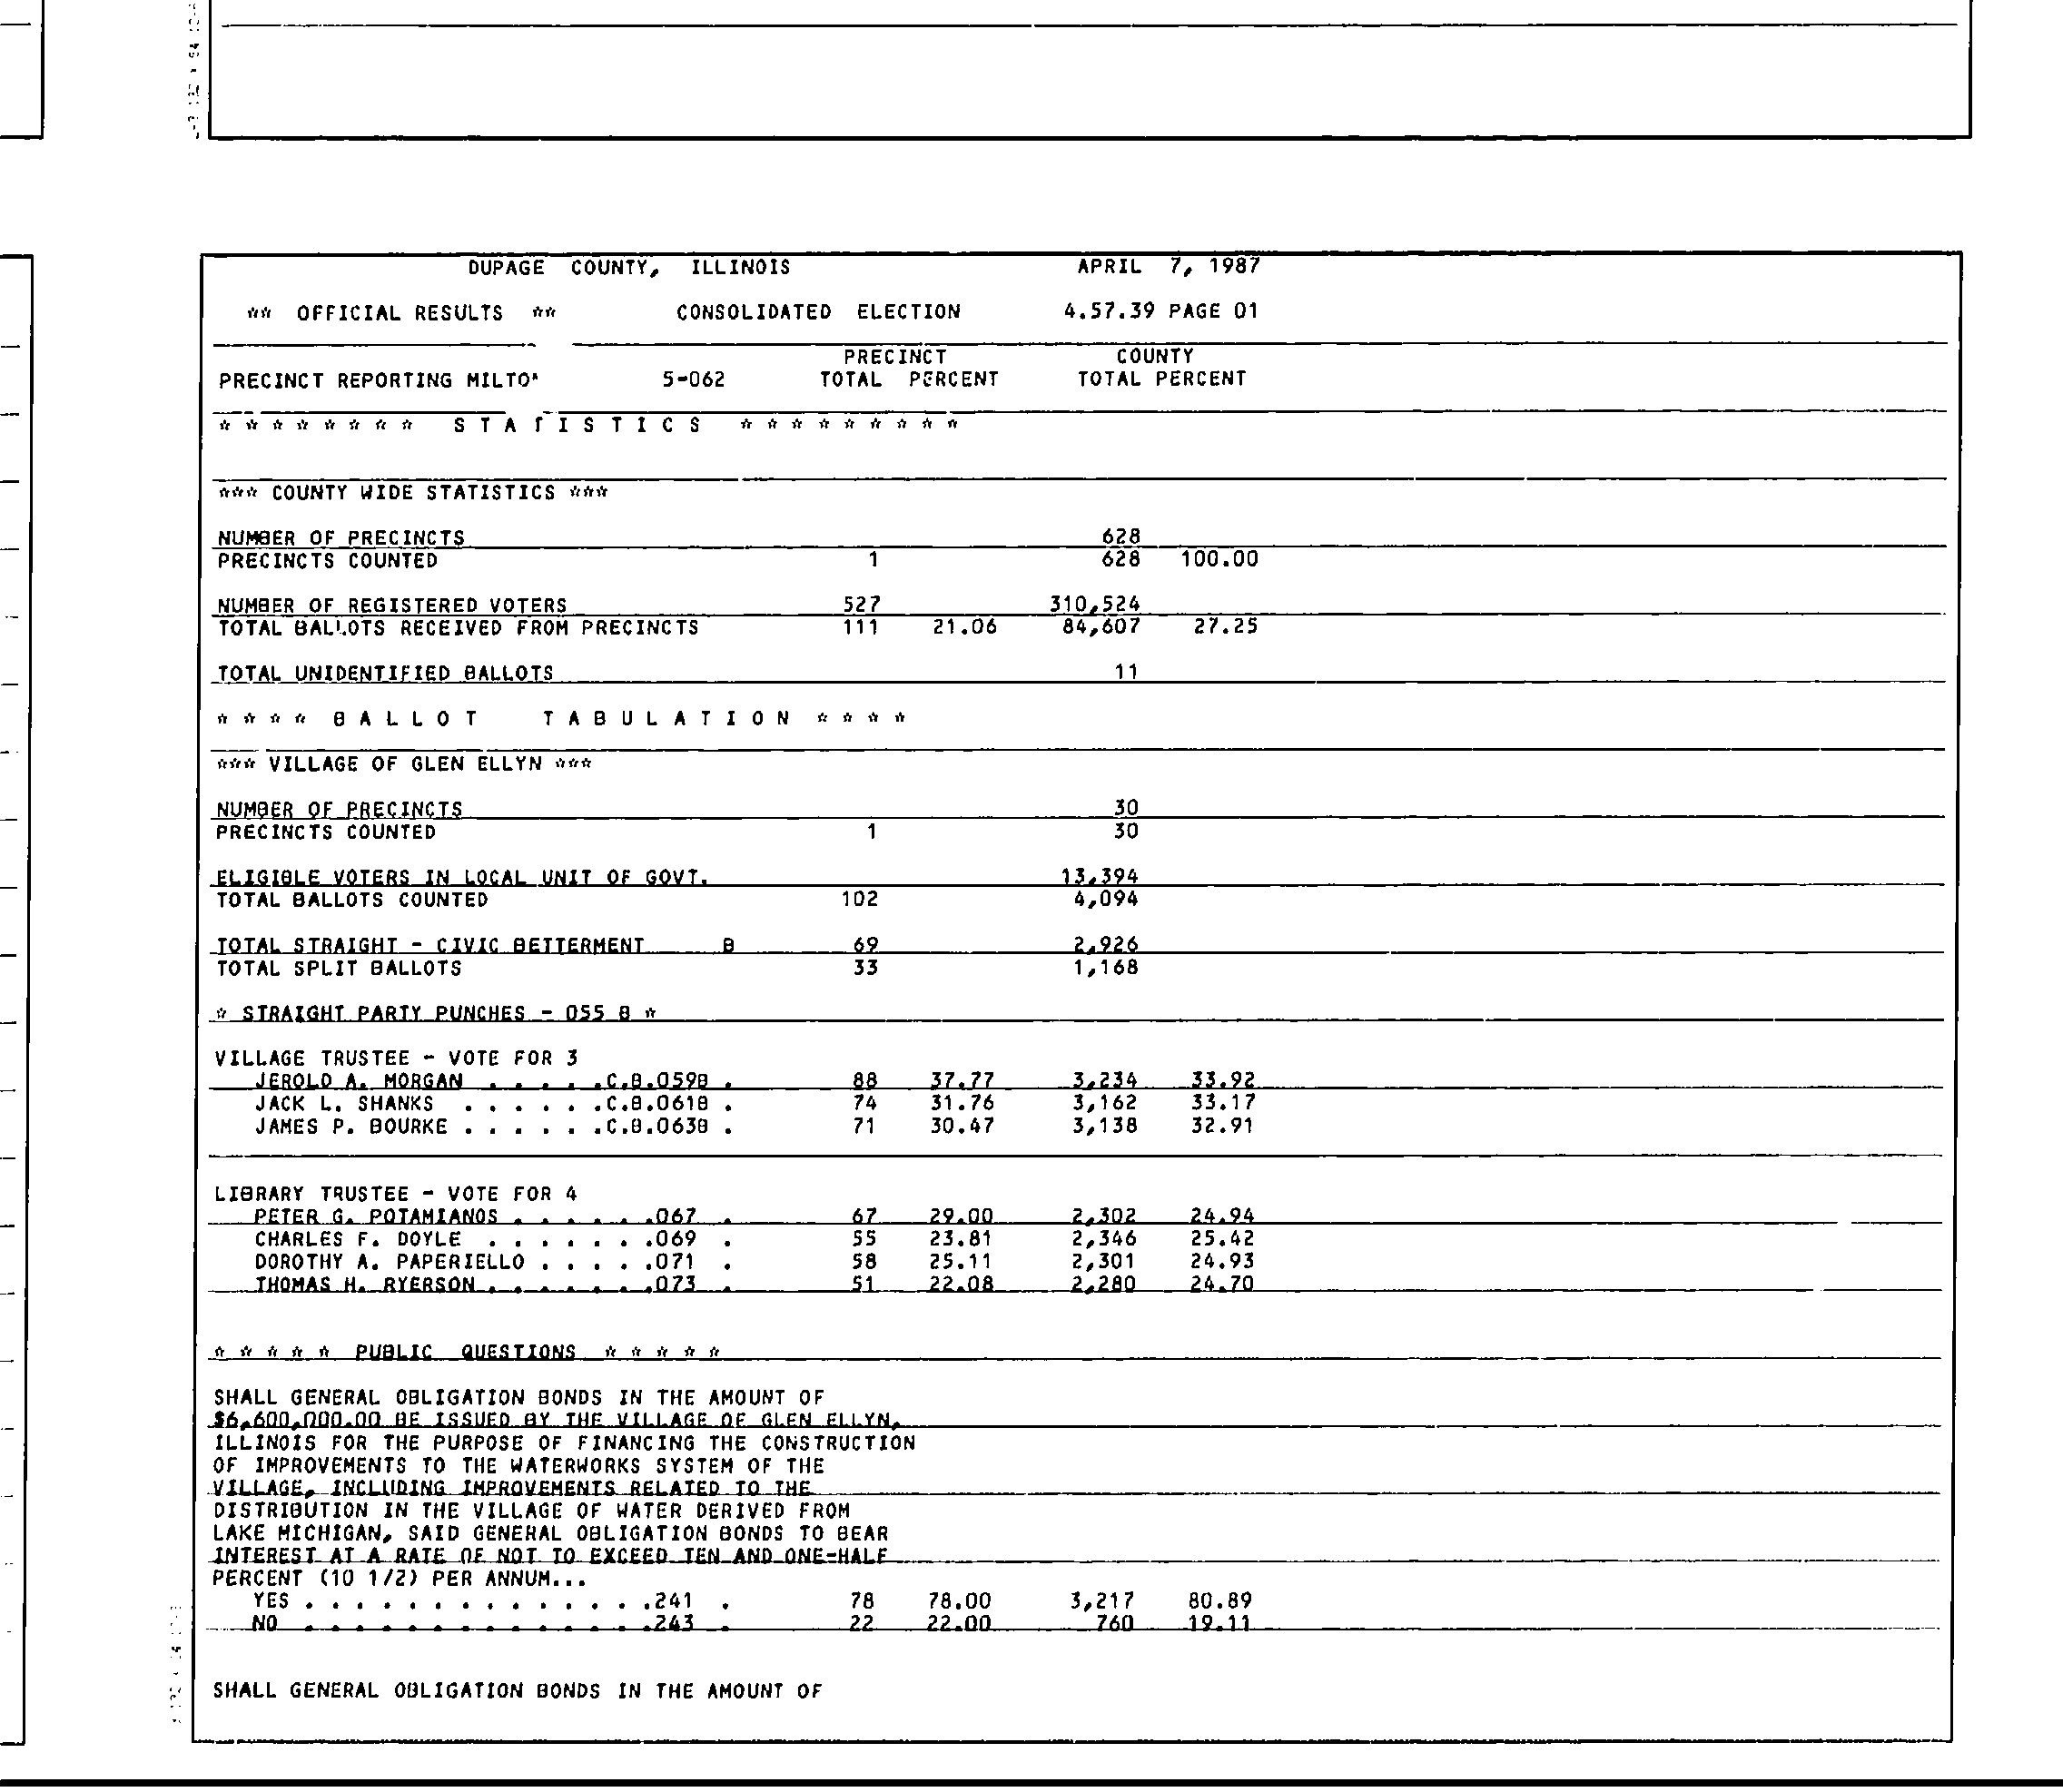 DUPAGE COUNTY, ILLINOIS APRIL 7, 1987
** OFFICIAL RESULTS ** CONSOLIDATED ELECTION 4.57.39 PAGE 01
PRECINCT COUNTY
PRECINCT REPORTING MILTO 5-062 TOTAL PERCENT TOTAL PERCENT
* * * * * * * * S T A T I S T I C S * * * * * * * * *
*** COUNTY WIDE STATISTICS ***
NUMBER OF PRECINCTS 628
PRECINCTS COUNTED 1 628 100.00
NUMBER OF REGISTERED VOTERS 527 310,524
TOTAL BALLOTS RECEIVED FROM PRECINCTS 111 21.06 84,607 27.25
TOTAL UNIDENTIFIED BALLOTS 11
* * * * B A L L O T T A B U L A T I O N * * * *
*** VILLAGE OF GLEN ELLYN ***
NUMBER OF PRECINCTS 30
PRECINCTS COUNTED 1 30
ELIGIBLE VOTERS IN LOCAL UNIT OF GOVT. 13,394
TOTAL BALLOTS COUNTED 102 4,094
TOTAL STRAIGHT - CIVIC BETTERMENT B 69 2,926
TOTAL SPLIT BALLOTS 33 1,168
* STRAIGHT PARTY PUNCHES - 055 B *
VILLAGE TRUSTEE - VOTE FOR 3
JEROLD A. MORGAN . . . . . .C.B.059B . 88 37.77 3,234 33.92
JACK L. SHANKS . . . . . . .C.B.061B . 74 31.76 3,162 33.17
JAMES P. BOURKE . . . . . . .C.B.063B . 71 30.47 3,138 32.91
LIBRARY TRUSTEE - VOTE FOR 4
PETER G. POTAMIANOS . . . . . .067 . 67 29.00 2,302 24.94
CHARLES F. DOYLE . . . . . . . .069 . 55 23.81 2,346 25.42
DOROTHY A. PAPERIELLO . . . . .071 . 58 25.11 2,301 24.93
THOMAS H. RYERSON . . . . . . .073 . 51 22.08 2,280 24.70
* * * * * PUBLIC QUESTIONS * * * * *
SHALL GENERAL OBLIGATION BONDS IN THE AMOUNT OF
$6,600,000.00 BE ISSUED BY THE VILLAGE OF GLEN ELLYN,
ILLINOIS FOR THE PURPOSE OF FINANCING THE CONSTRUCTION
OF IMPROVEMENTS TO THE WATERWORKS SYSTEM OF THE
VILLAGE, INCLUDING IMPROVEMENTS RELATED TO THE
DISTRIBUTION IN THE VILLAGE OF WATER DERIVED FROM
LAKE MICHIGAN, SAID GENERAL OBLIGATION BONDS TO BEAR
INTEREST AT A RATE OF NOT TO EXCEED TEN AND ONE-HALF
PERCENT (10 1/2) PER ANNUM...
YES . . . . . . . . . . . . . .241 . 78 78.00 3,217 80.89
NO . . . . . . . . . . . . . .243 . 22 22.00 760 19.11
SHALL GENERAL OBLIGATION BONDS IN THE AMOUNT OF